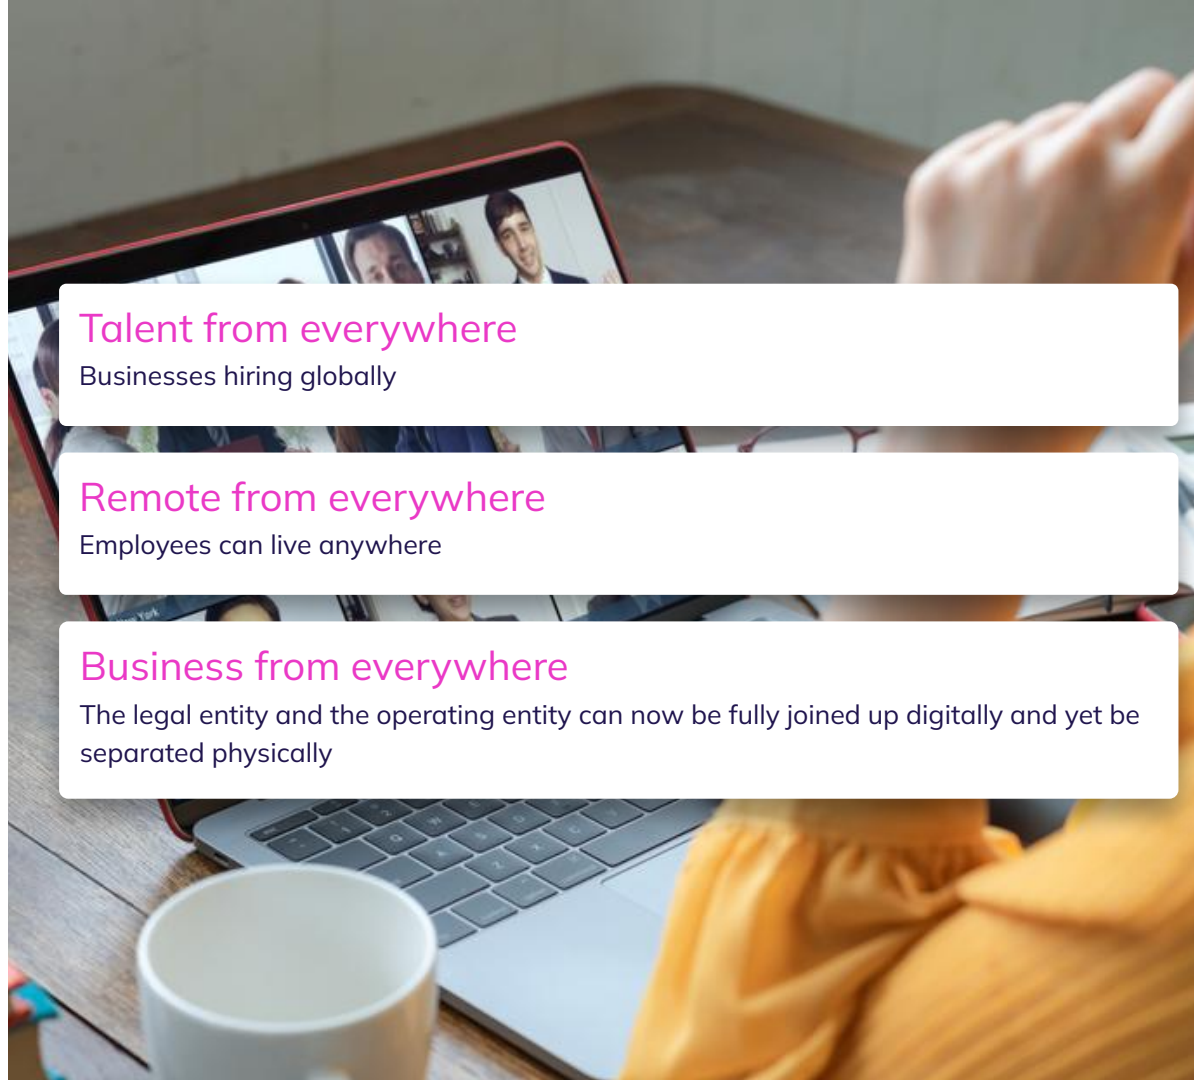 Talent from everywhere
Businesses hiring globally
Remote from everywhere
Employees can live anywhere
Business from everywhere
The legal entity and the operating entity can now be fully joined up digitally and yet be
separated physically